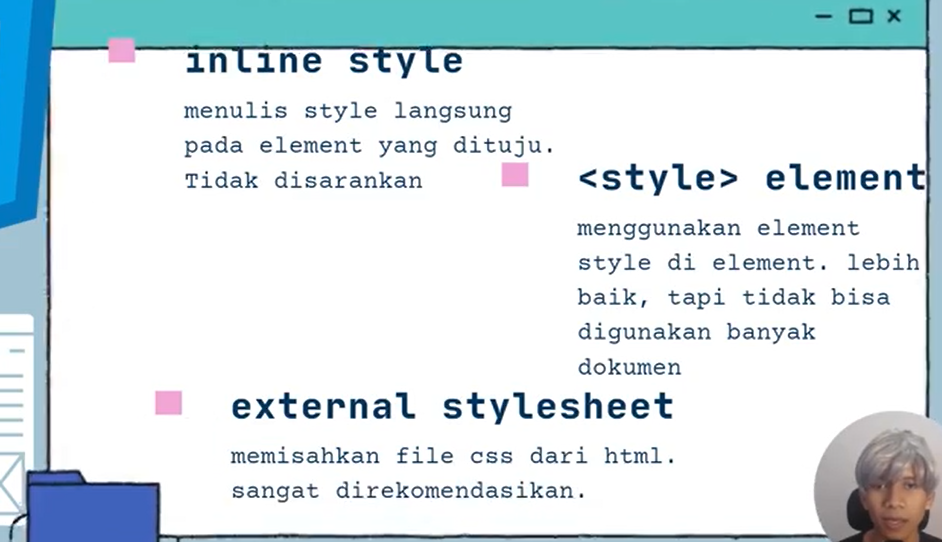 inline style
menulis style langsung
pada element yang dituju.
Tidak disarankan
<style> element
menggunakan element
style di element. lebih
baik, tapi tidak bisa
digunakan banyak
dokumen
external stylesheet
memisahkan file css dari html.
sangat direkomendasikan.